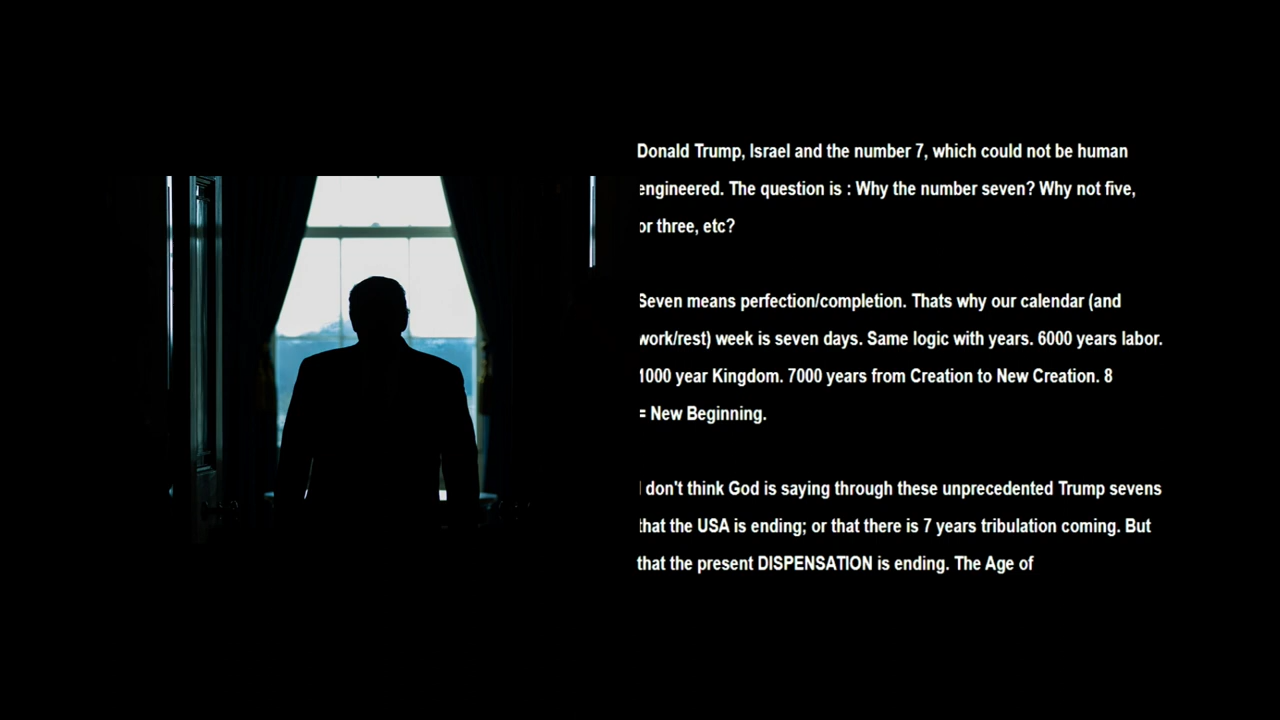 Donald Trump, Israel and the number 7, which could not be human
engineered. The question is : Why the number seven? Why not five,
or three, etc?
Seven means perfection/completion. Thats why our calendar (and
work/rest) week is seven days. Same logic with years. 6000 years labor.
1000 year Kingdom. 7000 years from Creation to New Creation. 8
= New Beginning.
I don't think God is saying through these unprecedented Trump sevens
that the USA is ending; or that there is 7 years tribulation coming. But
that the present DISPENSATION is ending. The Age of